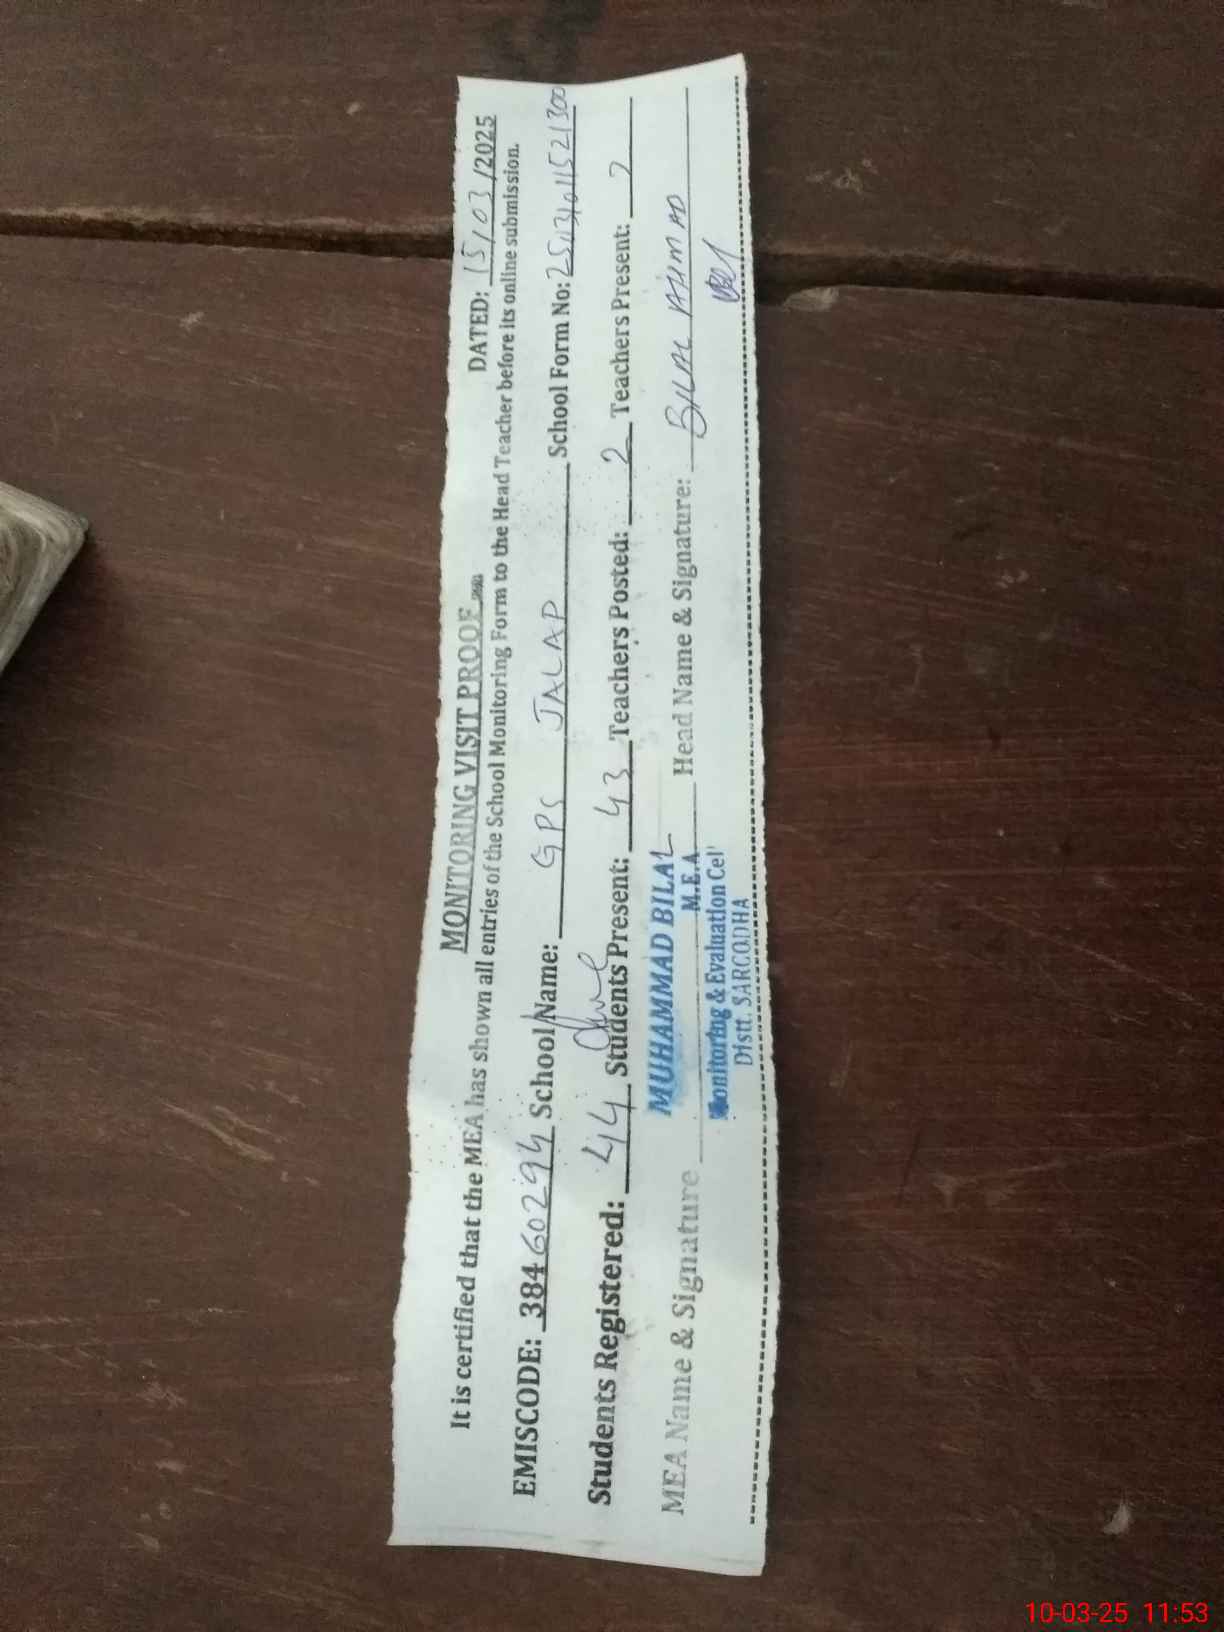 MONITORING VISIT PROOF
DATED: 15/03/2025
It is certified that the MEA has shown all entries of the School Monitoring Form to the Head Teacher before its online submission.
EMISCODE: 38460294 School Name: GPS JALAP School Form No:
Students Registered: 44 Students Present: 43 Teachers Posted: 2 Teachers Present: 2
MEA Name & Signature Head Name & Signature: BILAL AHMAD
MUHAMMAD BILAL
M.E.A
Monitoring & Evaluation Cell
Distt. SARGODHA
10-03-25 11:53